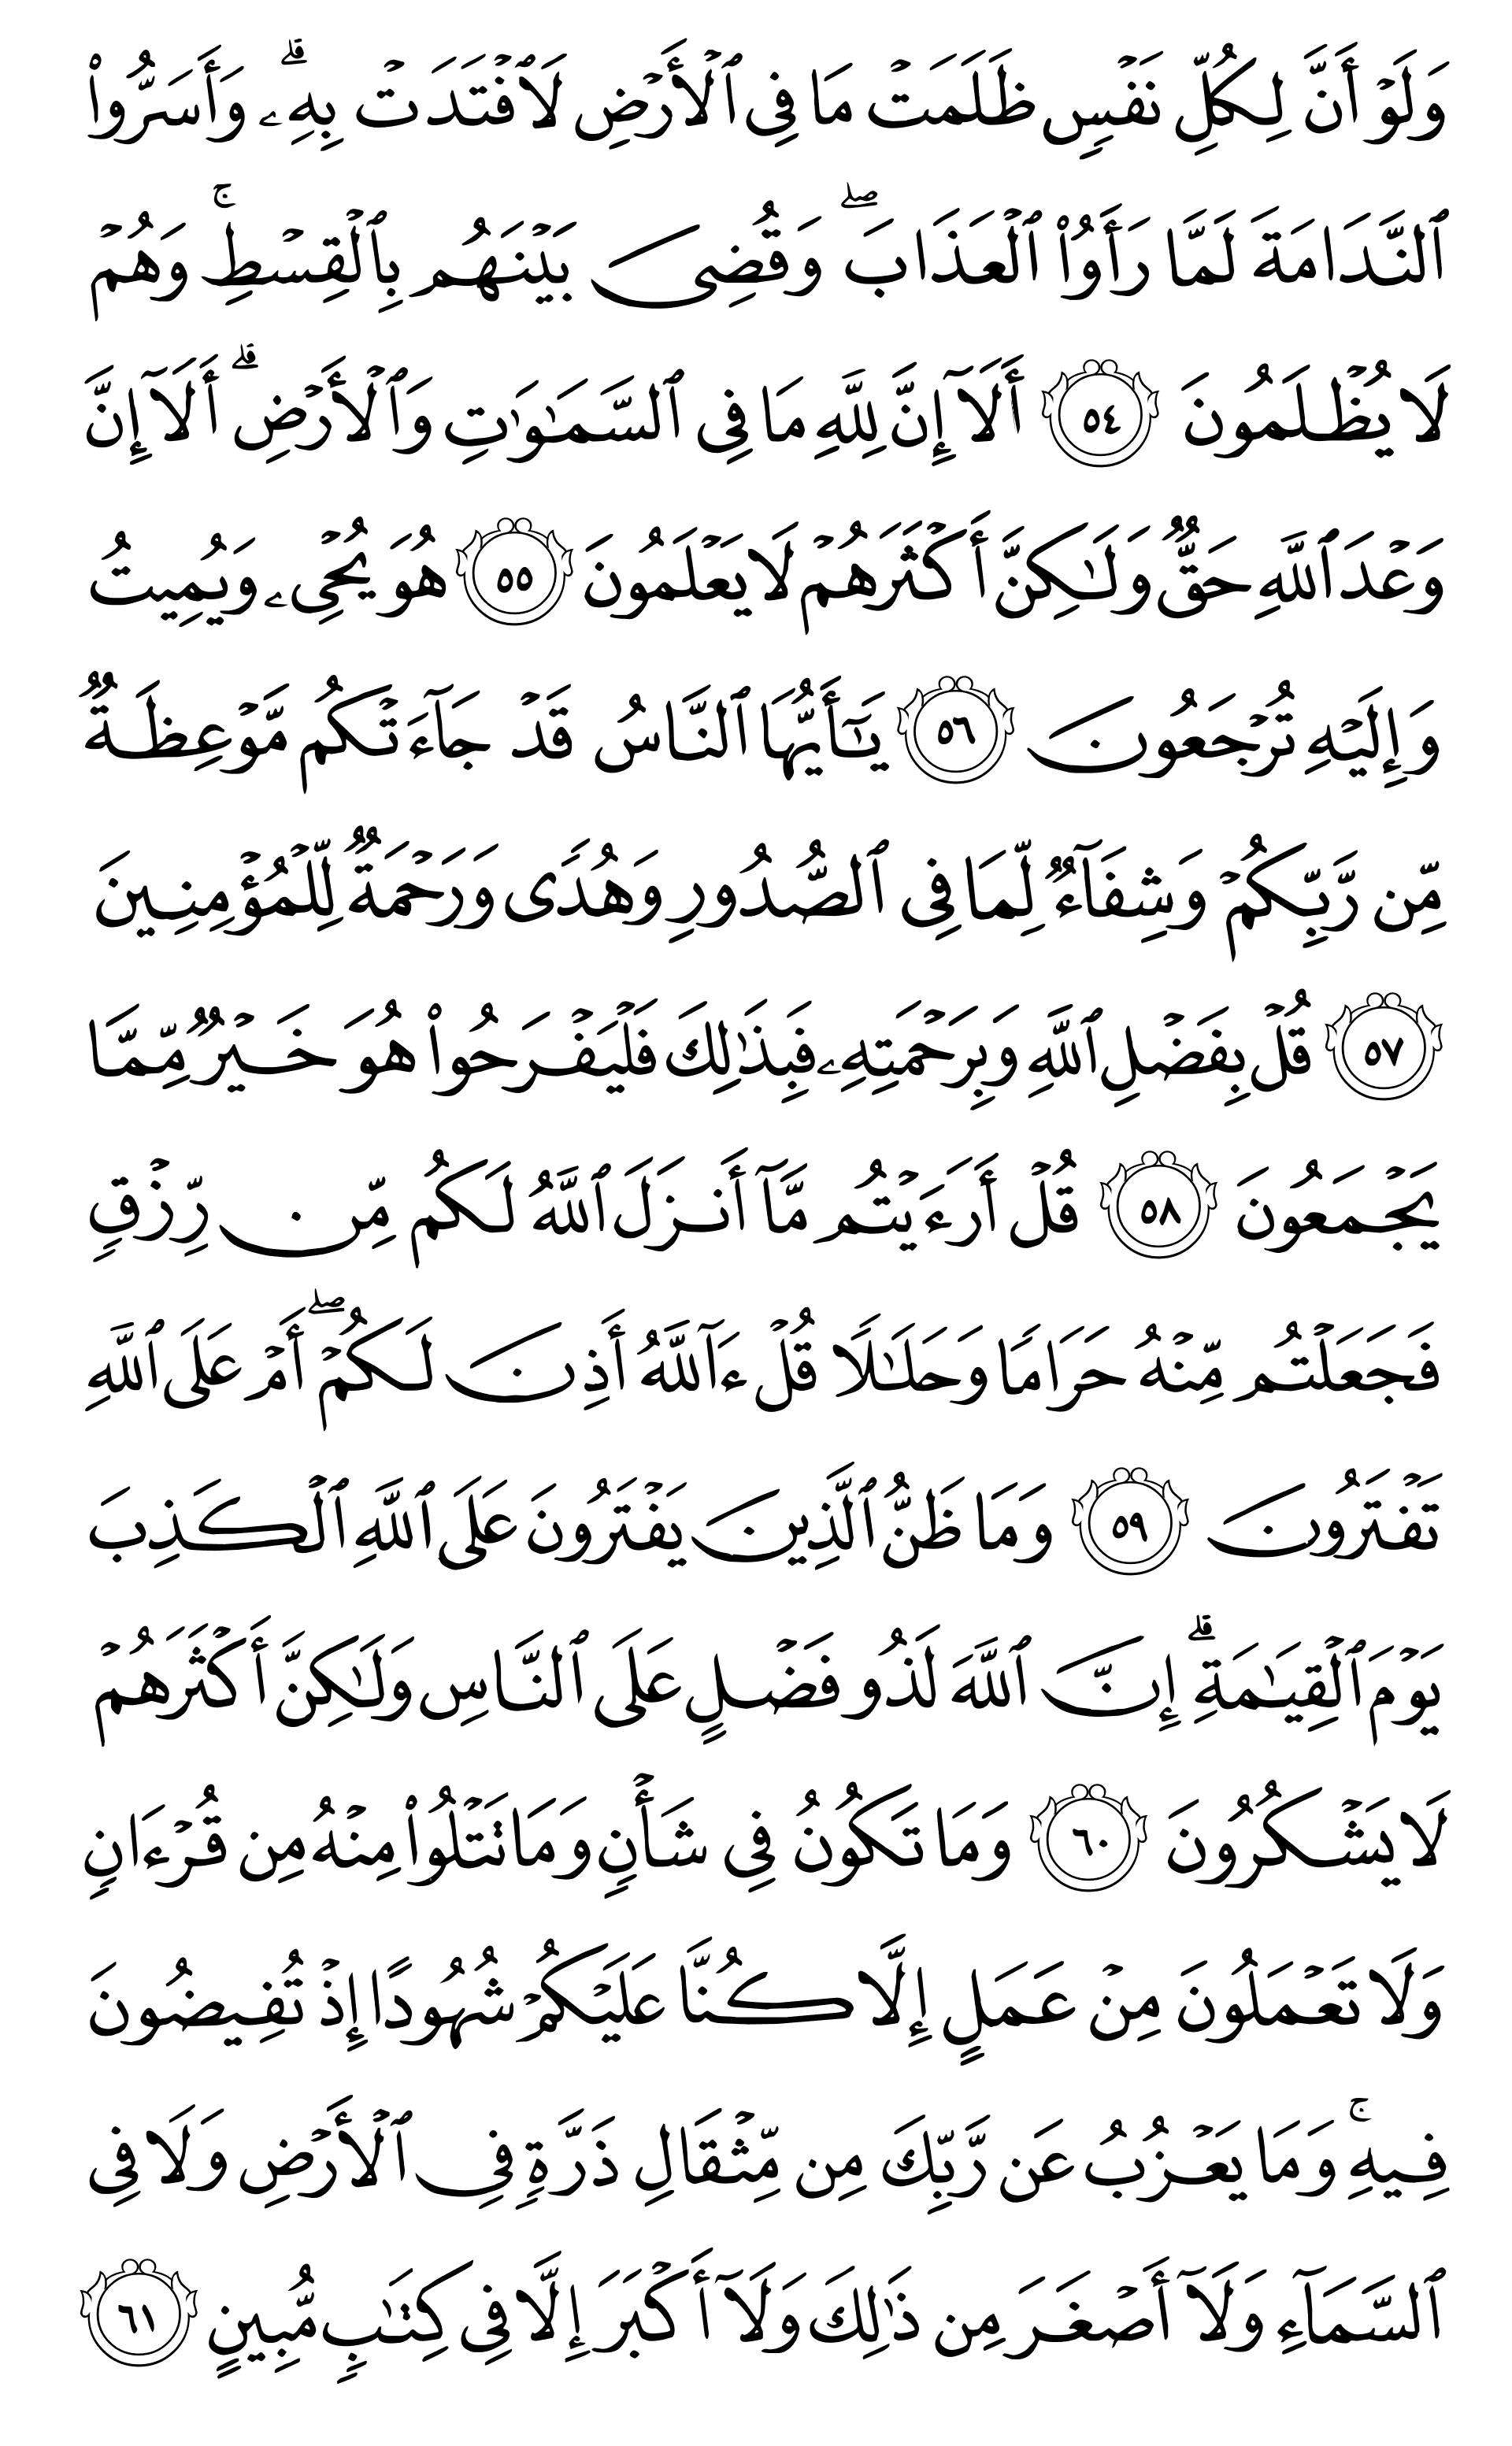 وَلَوۡ أَنَّ لِكُلِّ نَفۡسٖ ظَلَمَتۡ مَا فِي ٱلۡأَرۡضِ لَٱفۡتَدَتۡ بِهِۦۗ وَأَسَرُّواْ
ٱلنَّدَامَةَ لَمَّا رَأَوُاْ ٱلۡعَذَابَۖ وَقُضِيَ بَيۡنَهُم بِٱلۡقِسۡطِۚ وَهُمۡ
لَا يُظۡلَمُونَ ٥٤ أَلَآ إِنَّ لِلَّهِ مَا فِي ٱلسَّمَٰوَٰتِ وَٱلۡأَرۡضِۗ أَلَآ إِنَّ
وَعۡدَ ٱللَّهِ حَقّٞ وَلَٰكِنَّ أَكۡثَرَهُمۡ لَا يَعۡلَمُونَ ٥٥ هُوَ يُحۡيِۦ وَيُمِيتُ
وَإِلَيۡهِ تُرۡجَعُونَ ٥٦ يَٰٓأَيُّهَا ٱلنَّاسُ قَدۡ جَآءَتۡكُم مَّوۡعِظَةٞ
مِّن رَّبِّكُمۡ وَشِفَآءٞ لِّمَا فِي ٱلصُّدُورِ وَهُدٗى وَرَحۡمَةٞ لِّلۡمُؤۡمِنِينَ
٥٧ قُلۡ بِفَضۡلِ ٱللَّهِ وَبِرَحۡمَتِهِۦ فَبِذَٰلِكَ فَلۡيَفۡرَحُواْ هُوَ خَيۡرٞ مِّمَّا
يَجۡمَعُونَ ٥٨ قُلۡ أَرَءَيۡتُم مَّآ أَنزَلَ ٱللَّهُ لَكُم مِّن رِّزۡقٖ
فَجَعَلۡتُم مِّنۡهُ حَرَامٗا وَحَلَٰلٗا قُلۡ ءَآللَّهُ أَذِنَ لَكُمۡۖ أَمۡ عَلَى ٱللَّهِ
تَفۡتَرُونَ ٥٩ وَمَا ظَنُّ ٱلَّذِينَ يَفۡتَرُونَ عَلَى ٱللَّهِ ٱلۡكَذِبَ
يَوۡمَ ٱلۡقِيَٰمَةِۗ إِنَّ ٱللَّهَ لَذُو فَضۡلٍ عَلَى ٱلنَّاسِ وَلَٰكِنَّ أَكۡثَرَهُمۡ
لَا يَشۡكُرُونَ ٦٠ وَمَا تَكُونُ فِي شَأۡنٖ وَمَا تَتۡلُواْ مِنۡهُ مِن قُرۡءَانٖ
وَلَا تَعۡمَلُونَ مِنۡ عَمَلٍ إِلَّا كُنَّا عَلَيۡكُمۡ شُهُودًا إِذۡ تُفِيضُونَ
فِيهِۚ وَمَا يَعۡزُبُ عَن رَّبِّكَ مِن مِّثۡقَالِ ذَرَّةٖ فِي ٱلۡأَرۡضِ وَلَا فِي
ٱلسَّمَآءِ وَلَآ أَصۡغَرَ مِن ذَٰلِكَ وَلَآ أَكۡبَرَ إِلَّا فِي كِتَٰبٖ مُّبِينٍ ٦١